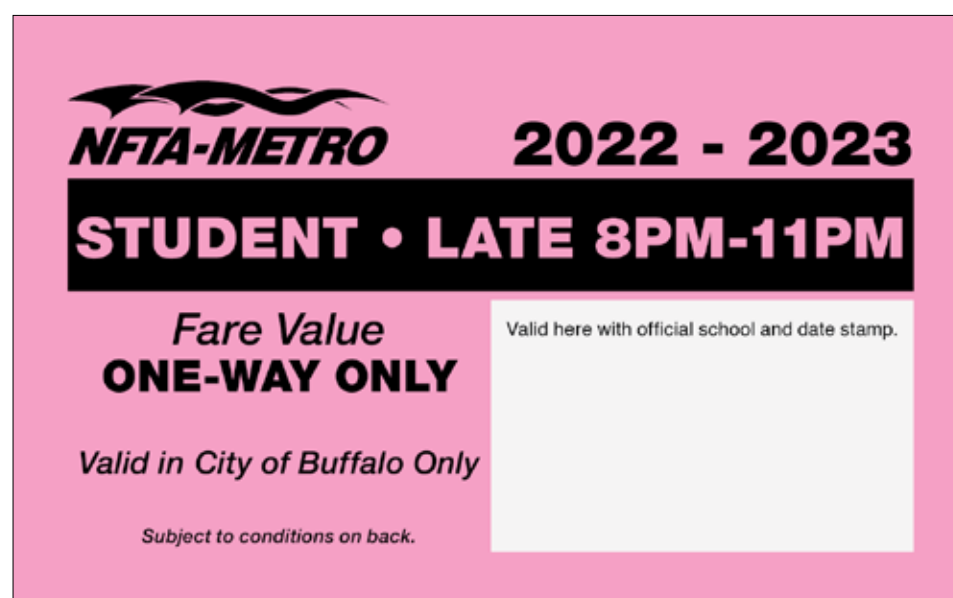 NFTA-METRO
2022 - 2023
STUDENT • LATE 8PM-11PM
Fare Value
ONE-WAY ONLY
Valid in City of Buffalo Only
Subject to conditions on back.
Valid here with official school and date stamp.